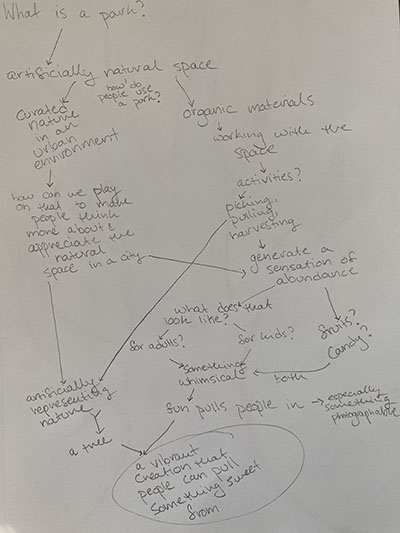 What is a park?
artificially natural space
how do
people use
a park?
curated
nature
in an
urban
environment
organic materials
working with the
space
activities?
how can we play
on that to make
people think
more about &
appreciate the
natural
space in a city
picking,
pulling,
harvesting
generate a
sensation of
abundance
what does that
look like?
for adults?
for kids?
fruits?
candy?
something
whimsical
both
artificially
representing
nature
a tree
fun pulls people in
especially
something
photographable
a vibrant
creation that
people can pull
something sweet
from